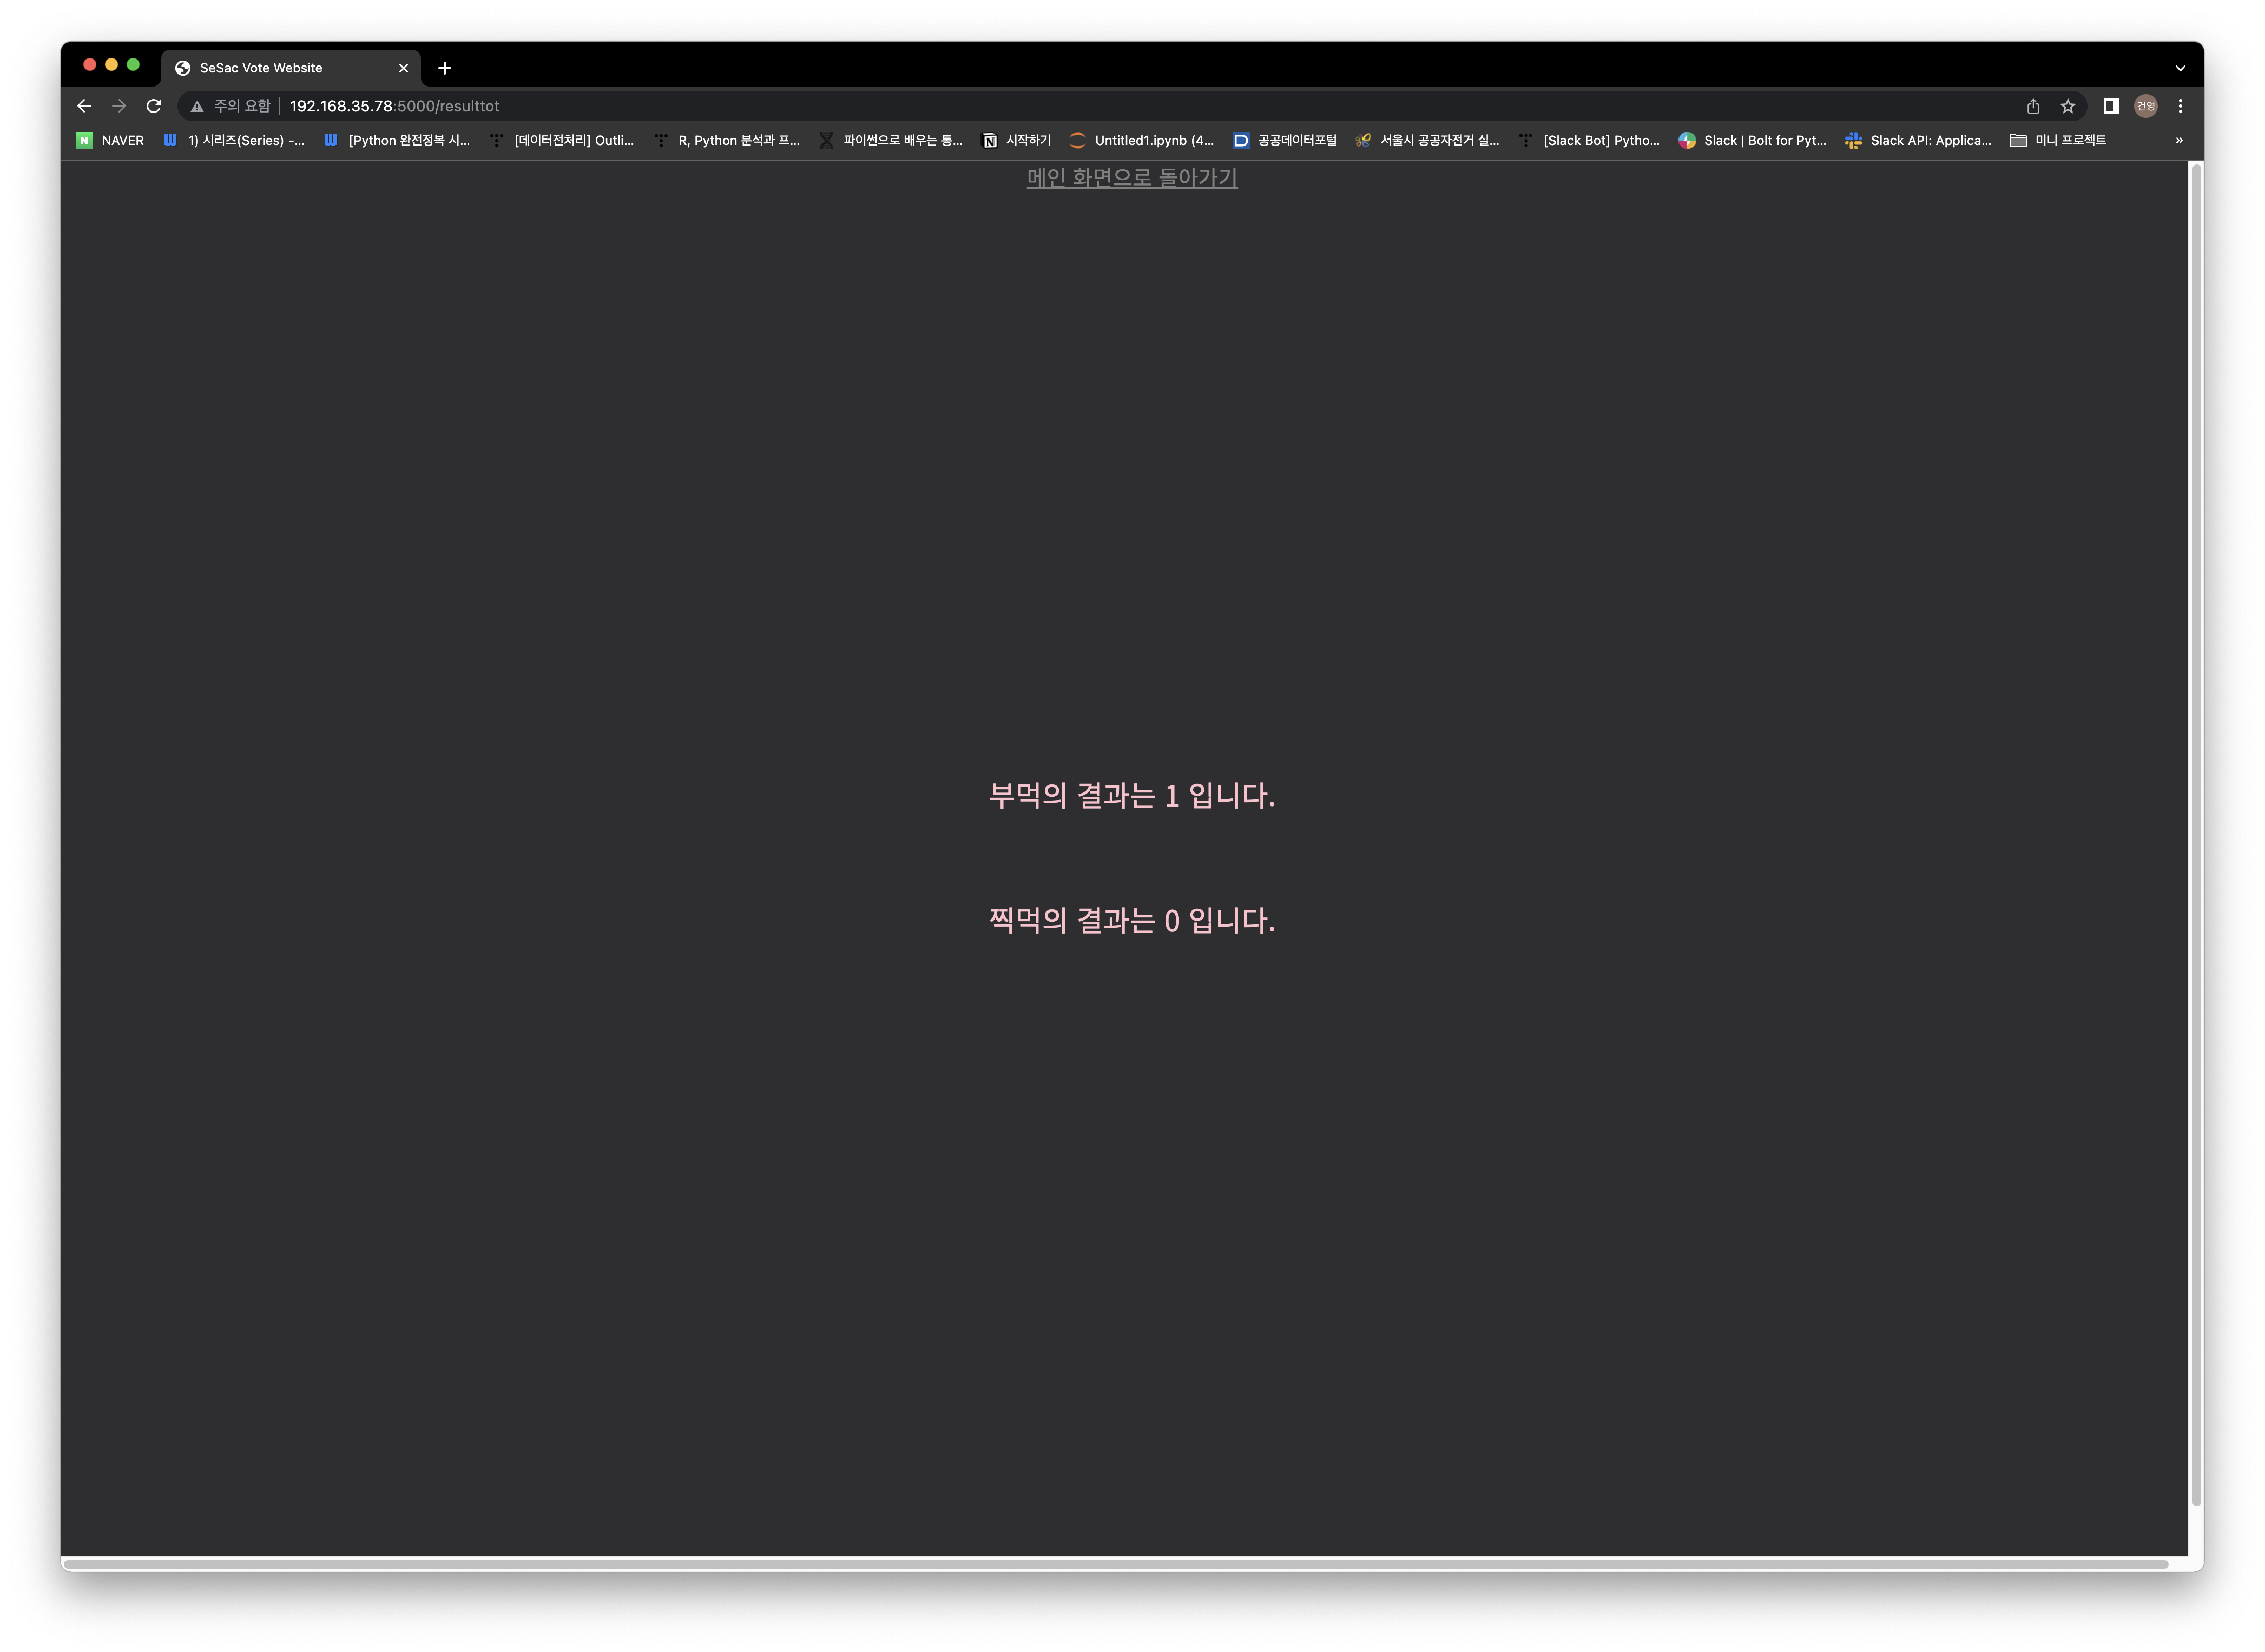 SeSac Vote Website
주의 요함 192.168.35.78:5000/resulttot 건영
NAVER 1) 시리즈(Series) -... [Python 완전정복 시... [데이터전처리] Outli... R, Python 분석과 프... 파이썬으로 배우는 통... 시작하기 Untitled1.ipynb (4... 공공데이터포털 서울시 공공자전거 실... [Slack Bot] Pytho... Slack | Bolt for Pyt... Slack API: Applica... 미니 프로젝트 »
메인 화면으로 돌아가기
부먹의 결과는 1 입니다.
찍먹의 결과는 0 입니다.